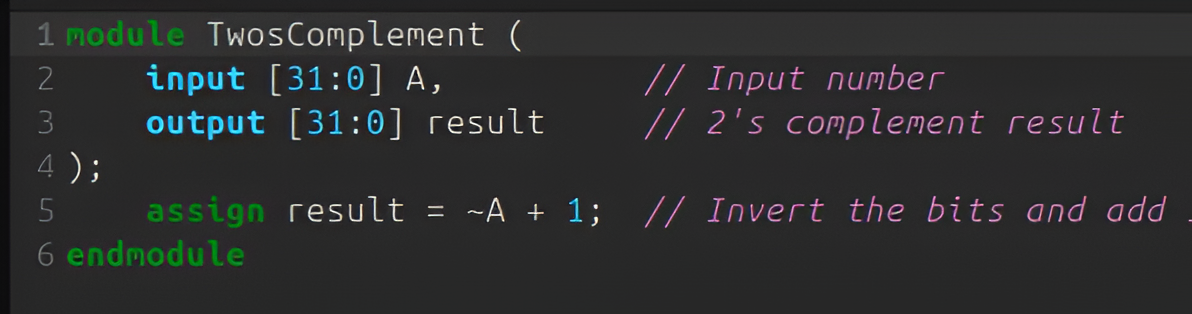 1 module TwosComplement (
2     input [31:0] A,          // Input number
3     output [31:0] result     // 2's complement result
4 );
5     assign result = ~A + 1;  // Invert the bits and add
6 endmodule